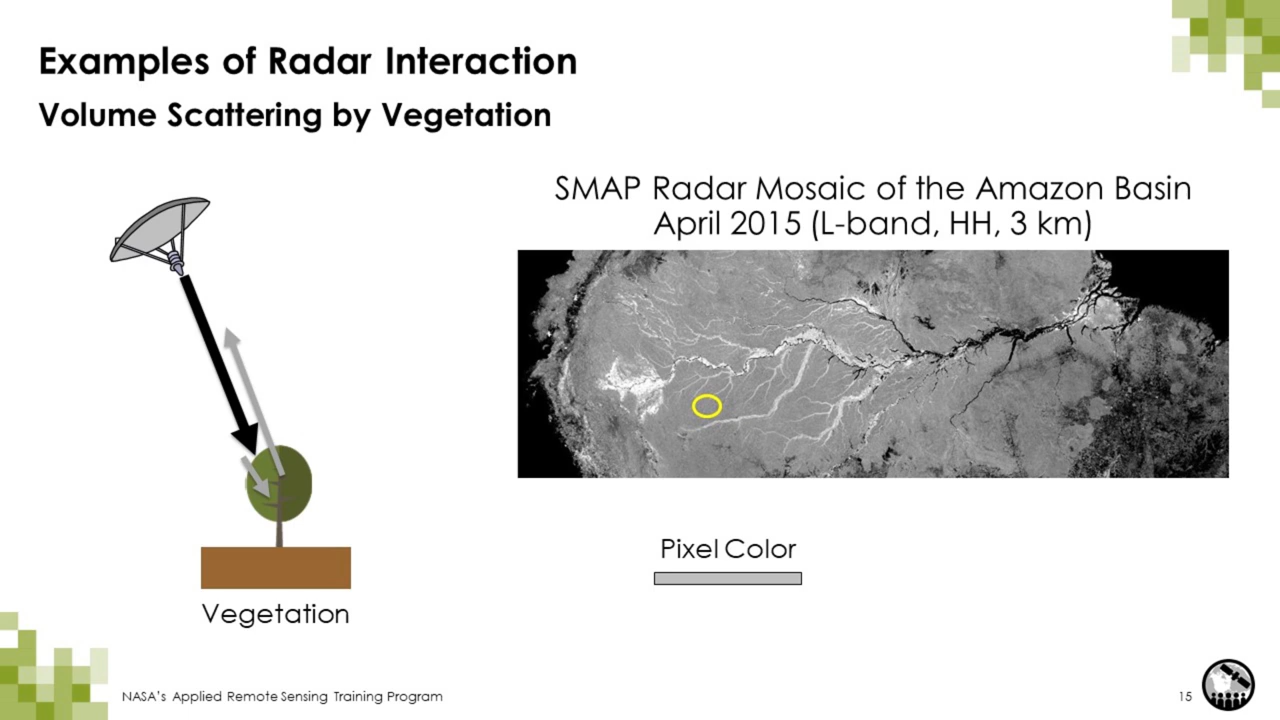 Examples of Radar Interaction
Volume Scattering by Vegetation
SMAP Radar Mosaic of the Amazon Basin
April 2015 (L-band, HH, 3 km)
Pixel Color
Vegetation
NASA's Applied Remote Sensing Training Program
15